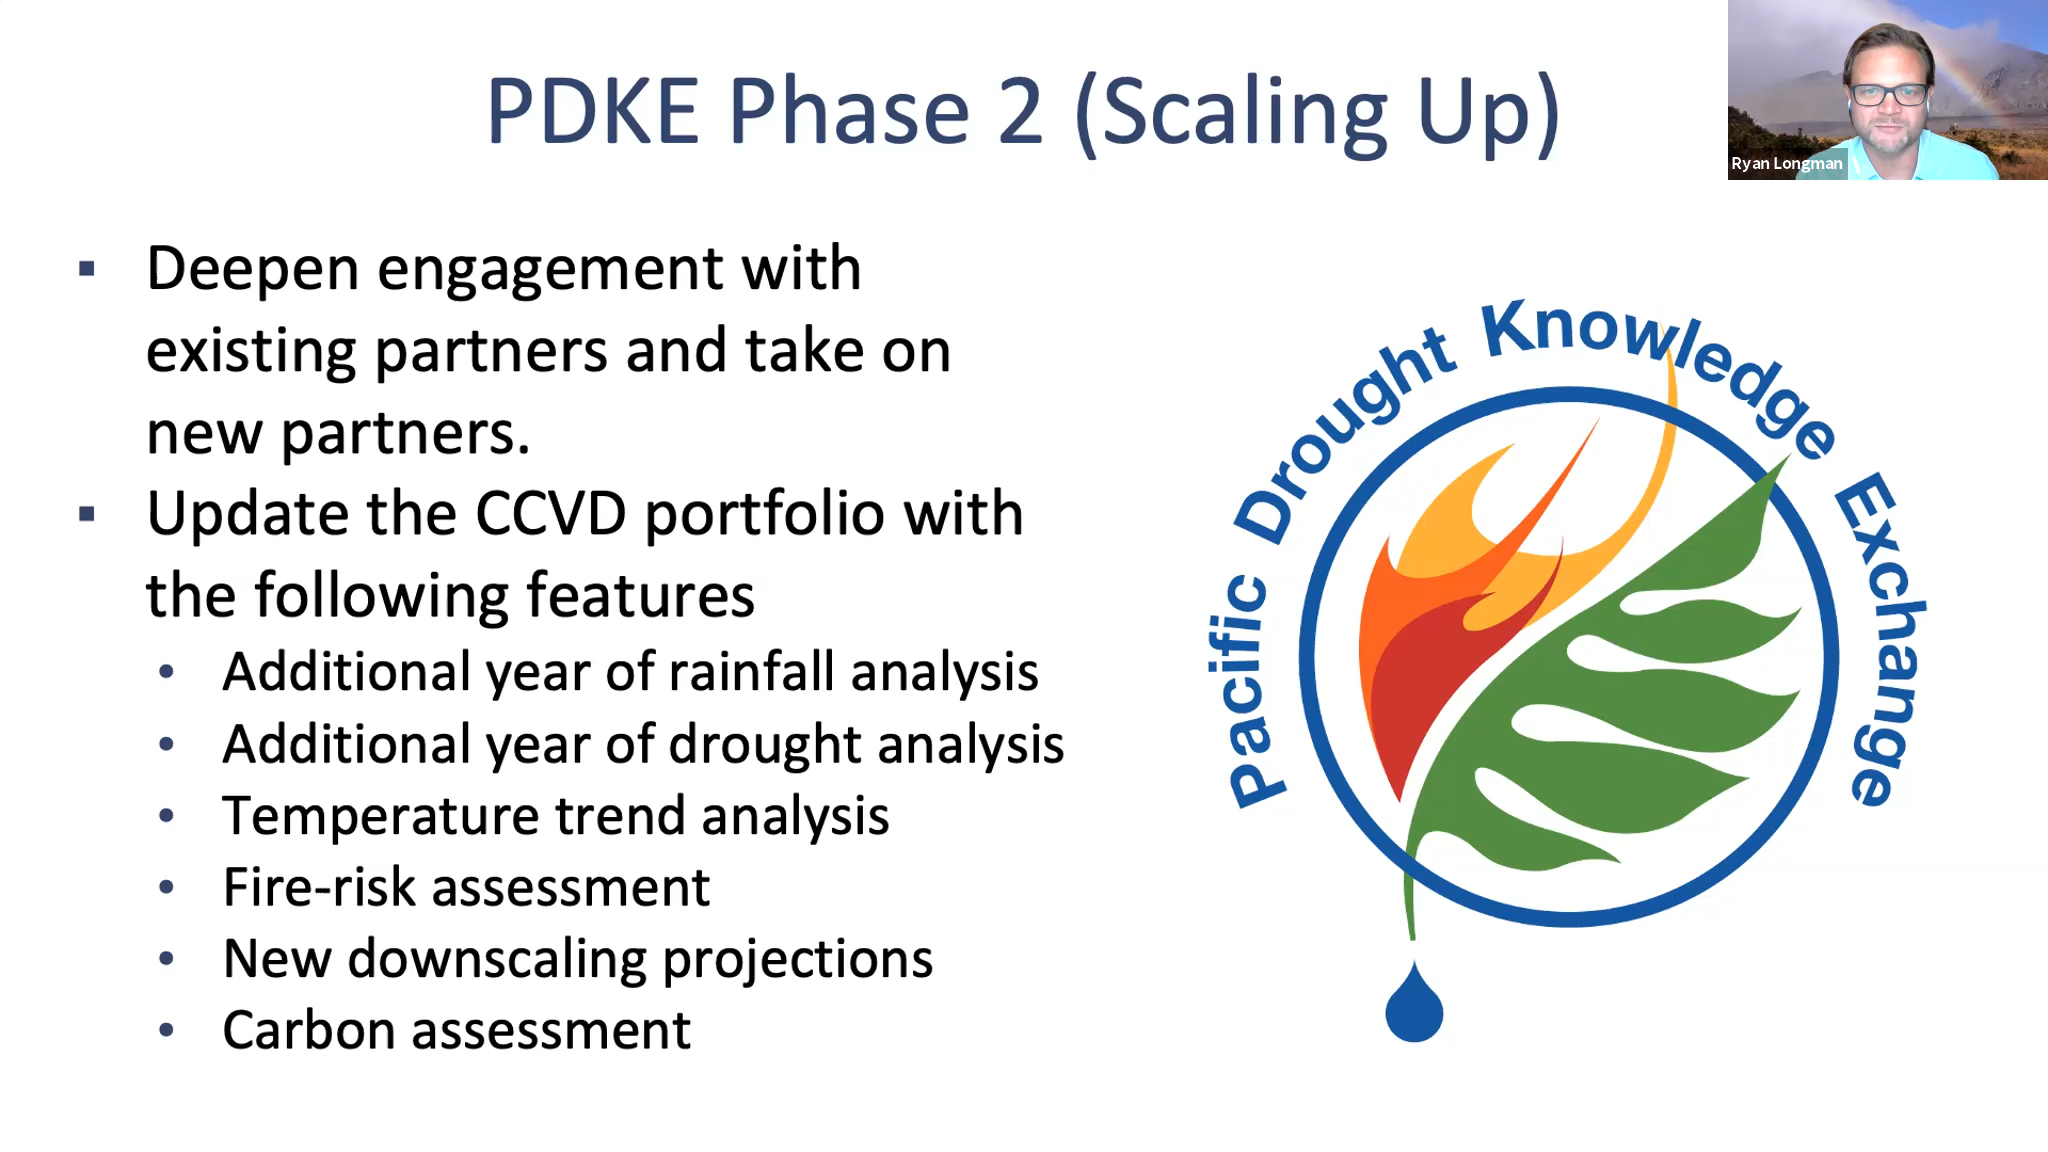 PDKE Phase 2 (Scaling Up)
Ryan Longman
▪ Deepen engagement with
existing partners and take on
new partners.
▪ Update the CCVD portfolio with
the following features
• Additional year of rainfall analysis
• Additional year of drought analysis
• Temperature trend analysis
• Fire-risk assessment
• New downscaling projections
• Carbon assessment
Pacific Drought Knowledge Exchange